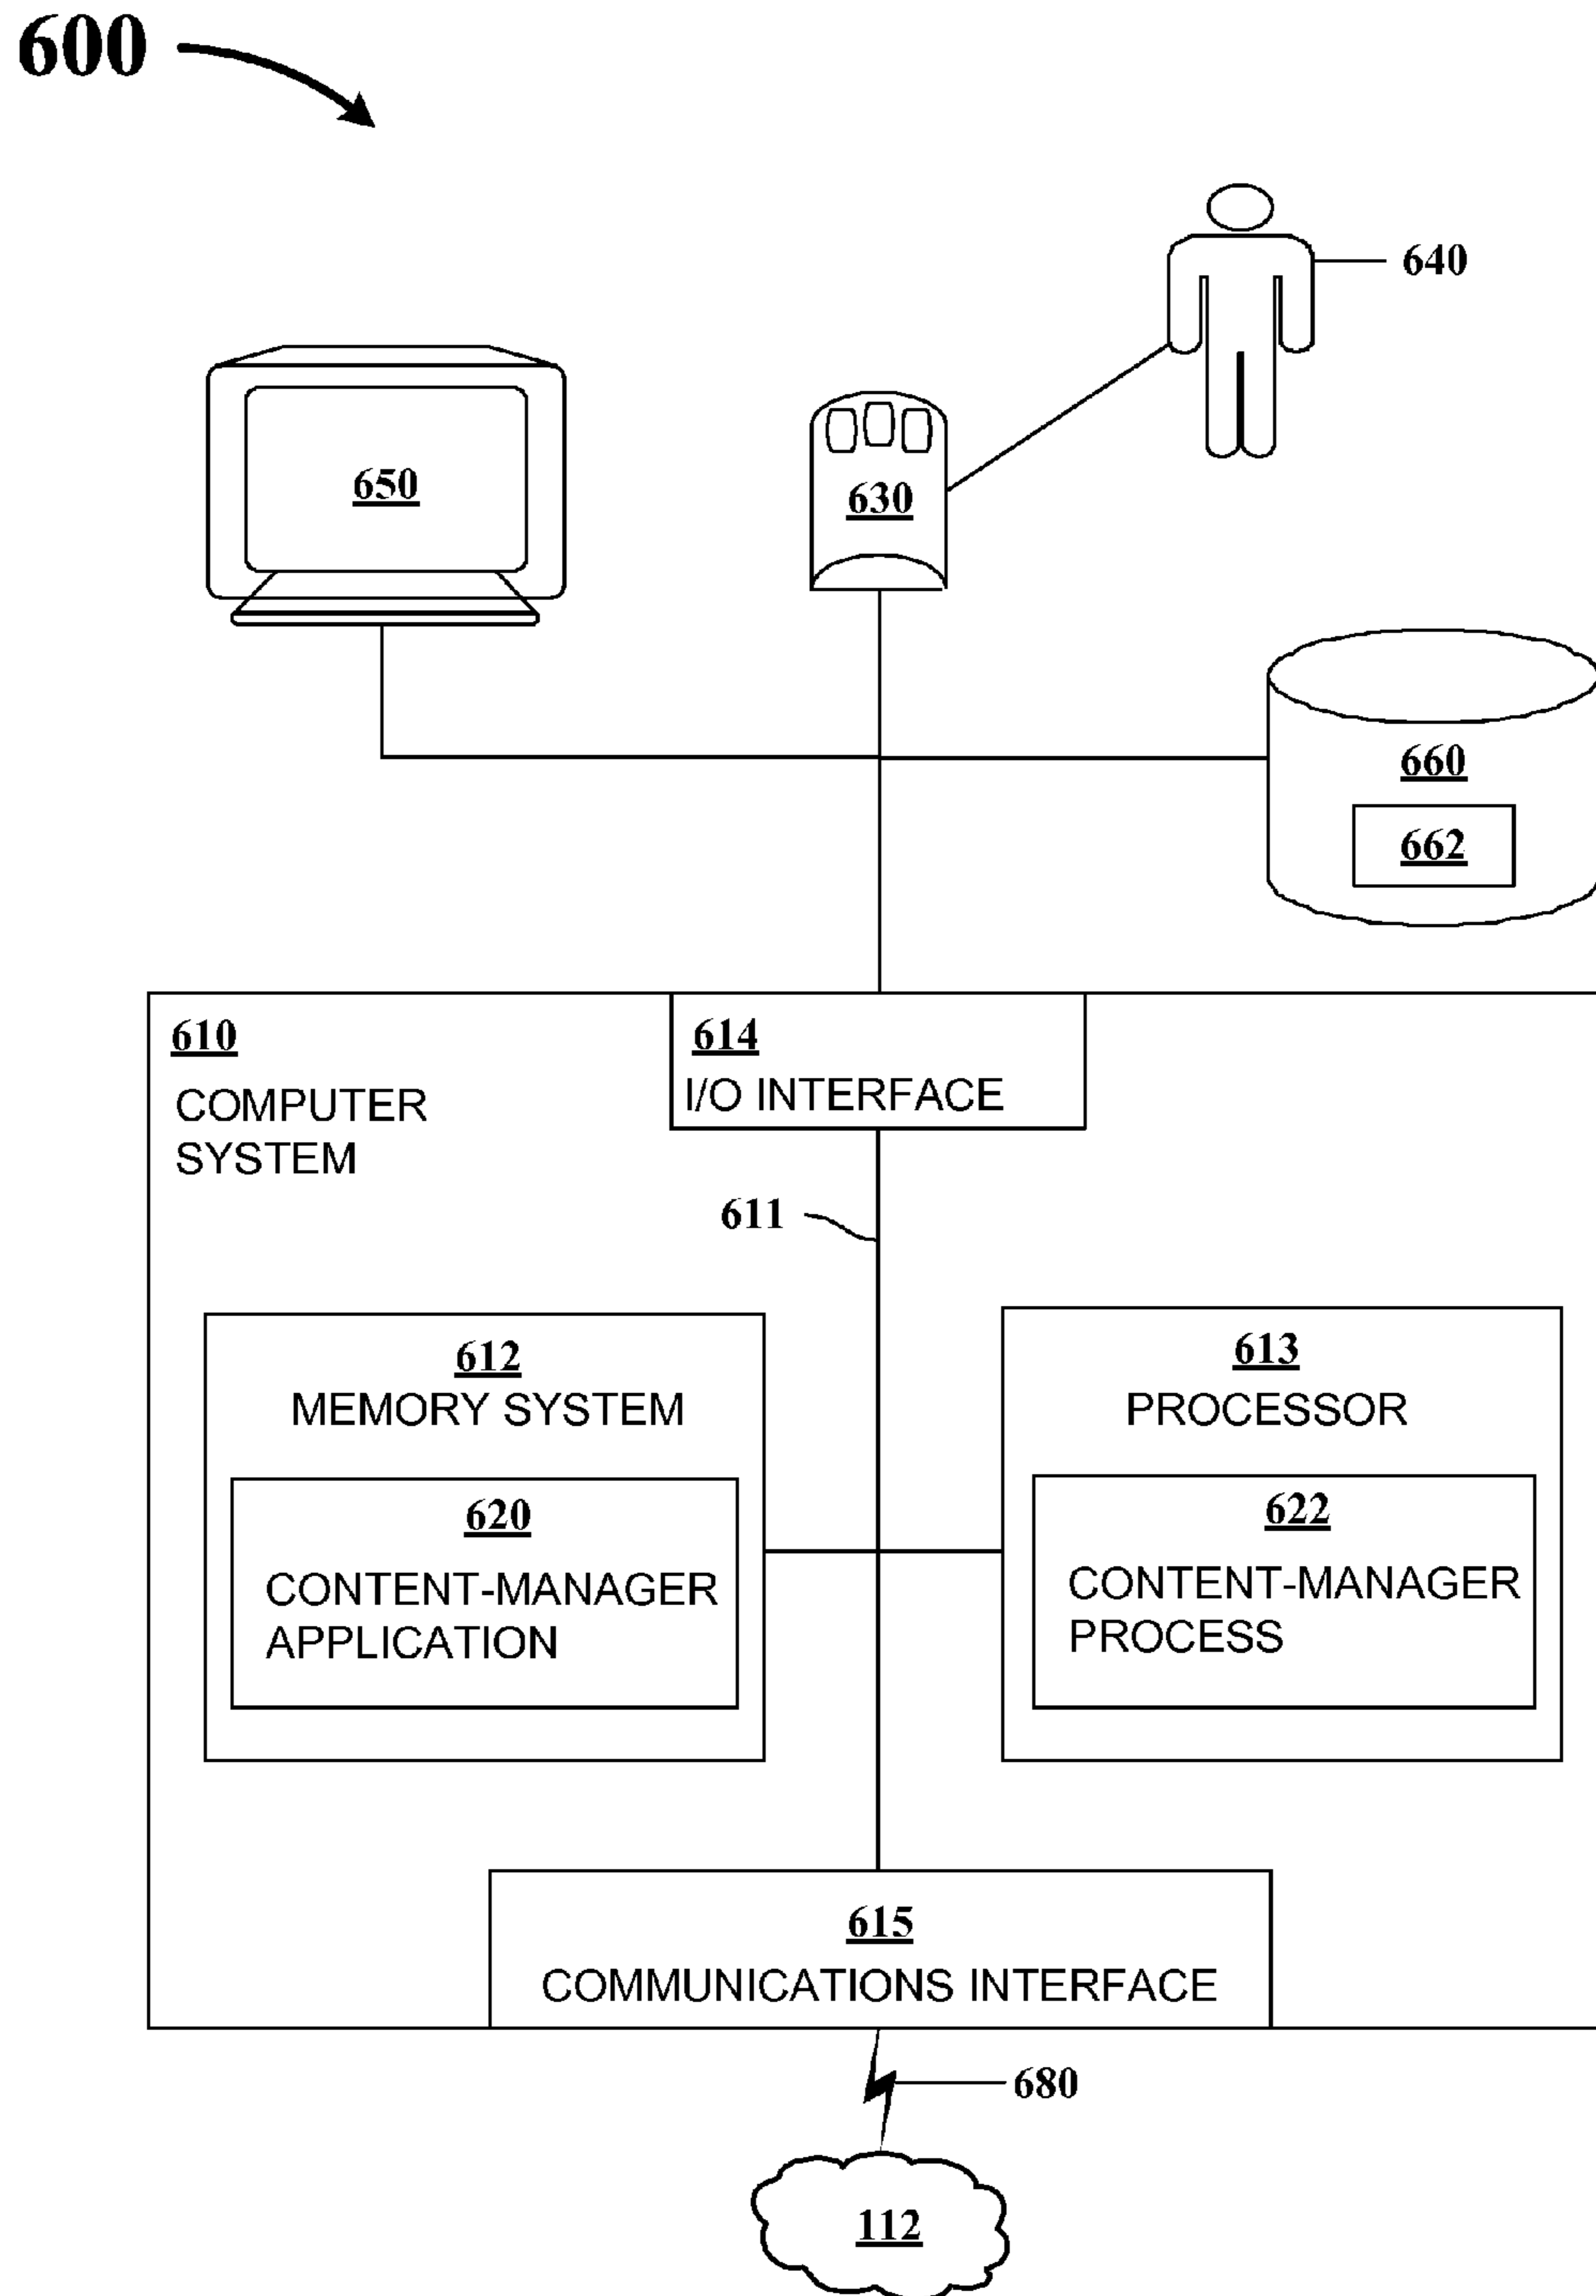 600
640
650
630
660
662
610
COMPUTER
SYSTEM
614
I/O INTERFACE
611
612
MEMORY SYSTEM
620
CONTENT-MANAGER
APPLICATION
613
PROCESSOR
622
CONTENT-MANAGER
PROCESS
615
COMMUNICATIONS INTERFACE
680
112